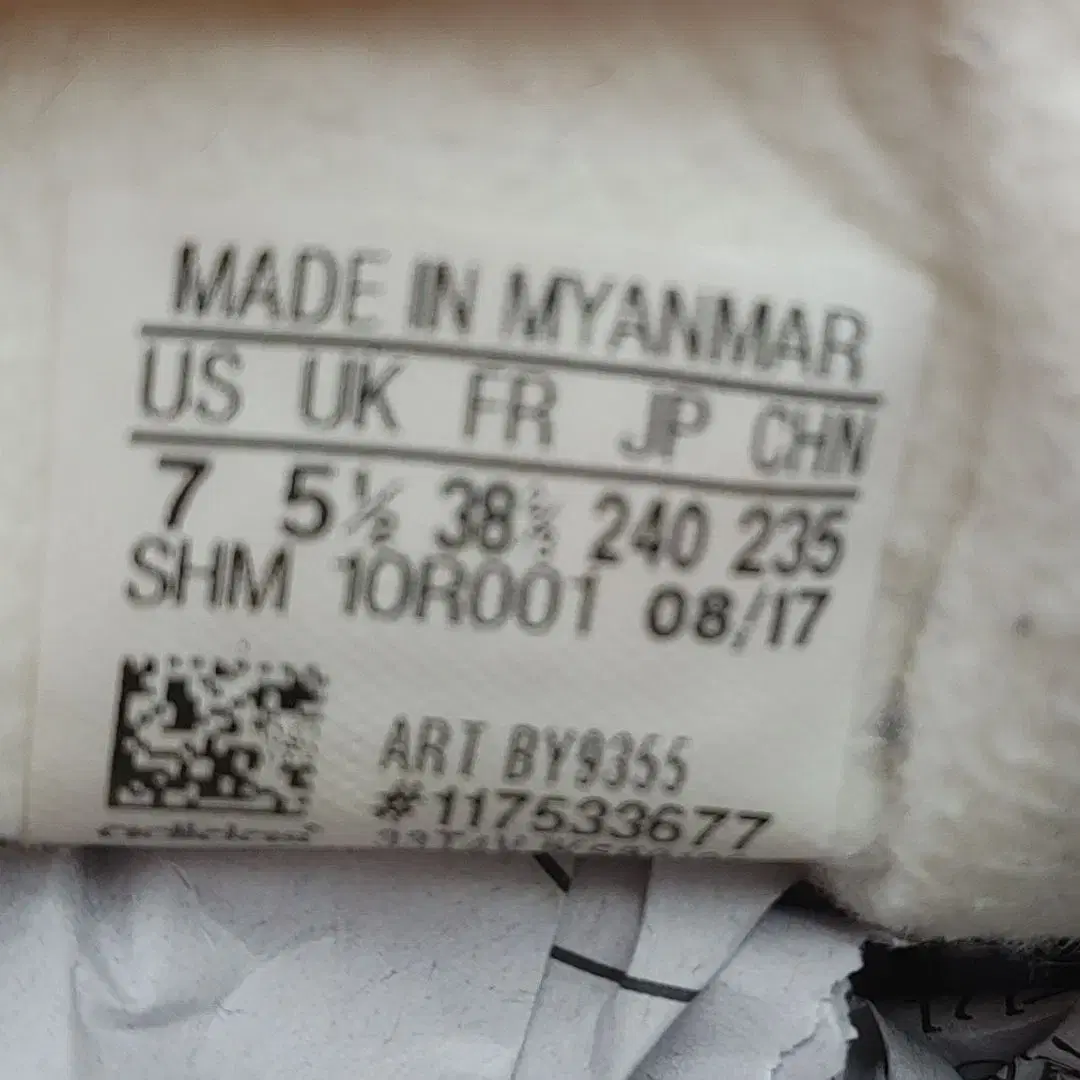 MADE IN MYANMAR
US UK FR JP CHN
7 5½ 38⅔ 240 235
SHM 10R001 08/17
ART BY9355
#117533677